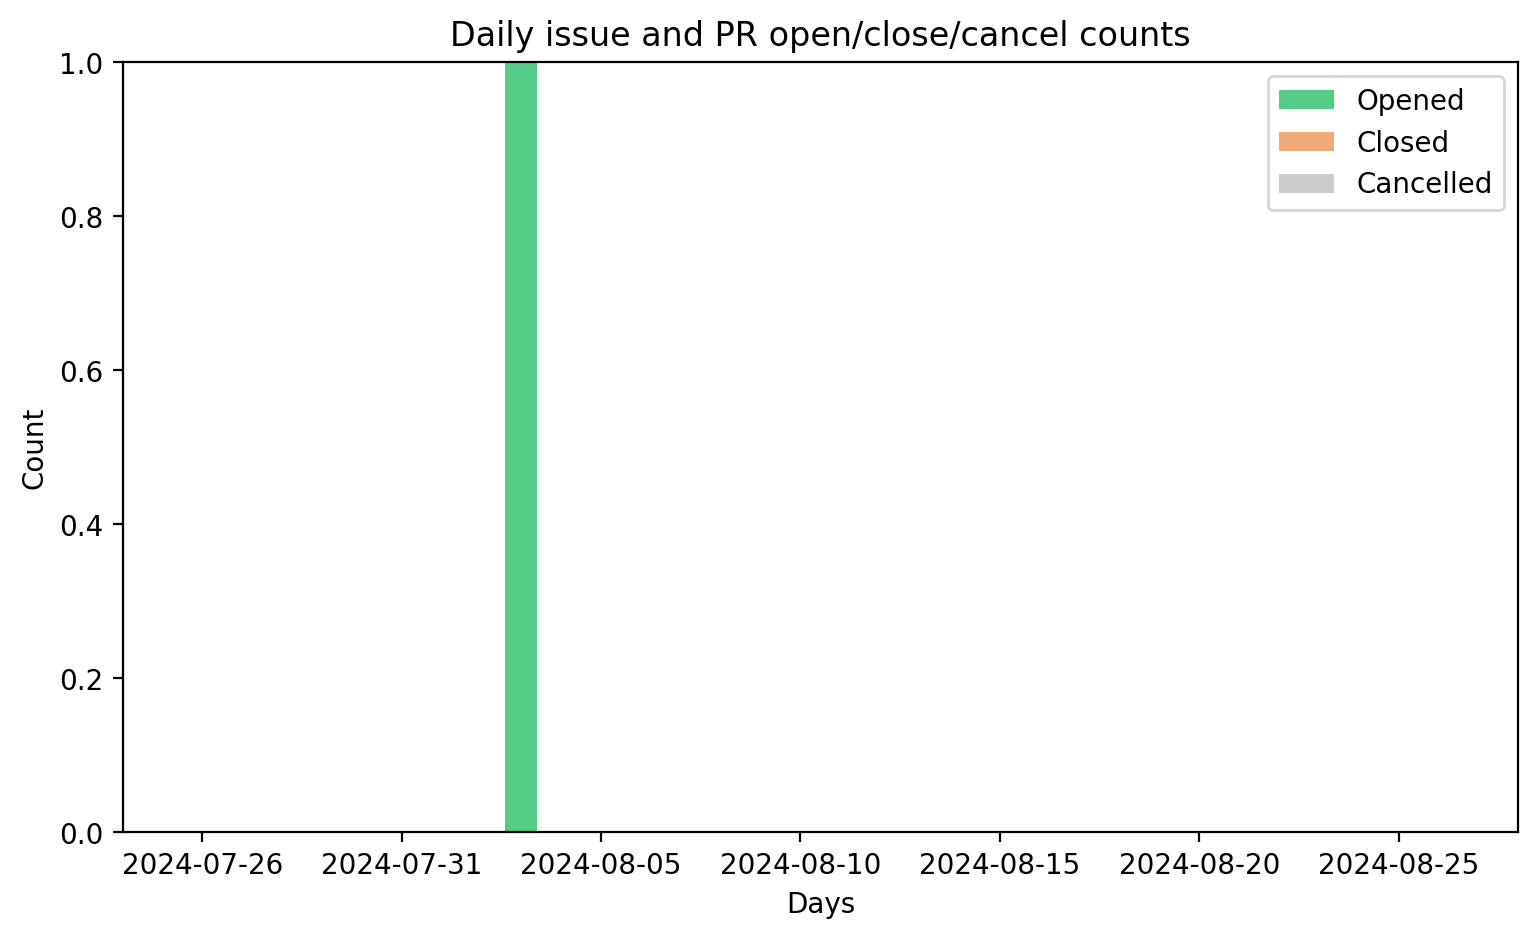 Daily issue and PR open/close/cancel counts
1.0
0.8
0.6
0.4
0.2
0.0
Count
Opened
Closed
Cancelled
2024-07-26
2024-07-31
2024-08-05
2024-08-10
2024-08-15
2024-08-20
2024-08-25
Days